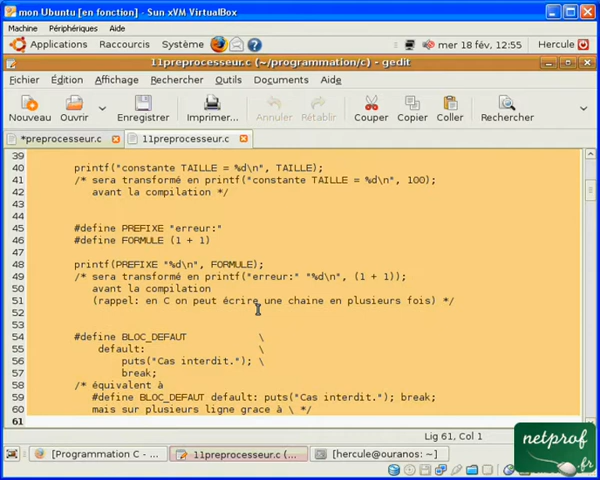 mon Ubuntu [en fonction] - Sun xVM VirtualBox
Machine Périphériques Aide
Applications Raccourcis Système mer 18 fév, 12:55 Hercule
11preprocesseur.c (~/programmation/c) - gedit
Fichier Édition Affichage Rechercher Outils Documents Aide
Nouveau Ouvrir Enregistrer Imprimer... Annuler Rétablir Couper Copier Coller Rechercher
*preprocesseur.c 11preprocesseur.c
39
40 printf("constante TAILLE = %d\n", TAILLE);
41 /* sera transformé en printf("constante TAILLE = %d\n", 100);
42 avant la compilation */
43
44
45 #define PREFIXE "erreur:"
46 #define FORMULE (1 + 1)
47
48 printf(PREFIXE "%d\n", FORMULE);
49 /* sera transformé en printf("erreur:" "%d\n", (1 + 1));
50 avant la compilation
51 (rappel: en C on peut écrire une chaine en plusieurs fois) */
52
53
54 #define BLOC_DEFAUT \
55 default: \
56 puts("Cas interdit."); \
57 break;
58 /* équivalent à
59 #define BLOC_DEFAUT default: puts("Cas interdit."); break;
60 mais sur plusieurs ligne grace à \ */
61
Lig 61, Col 1
[Programmation C - ... 11preprocesseur.c (... [hercule@ouranos: ~]
netprof
.fr